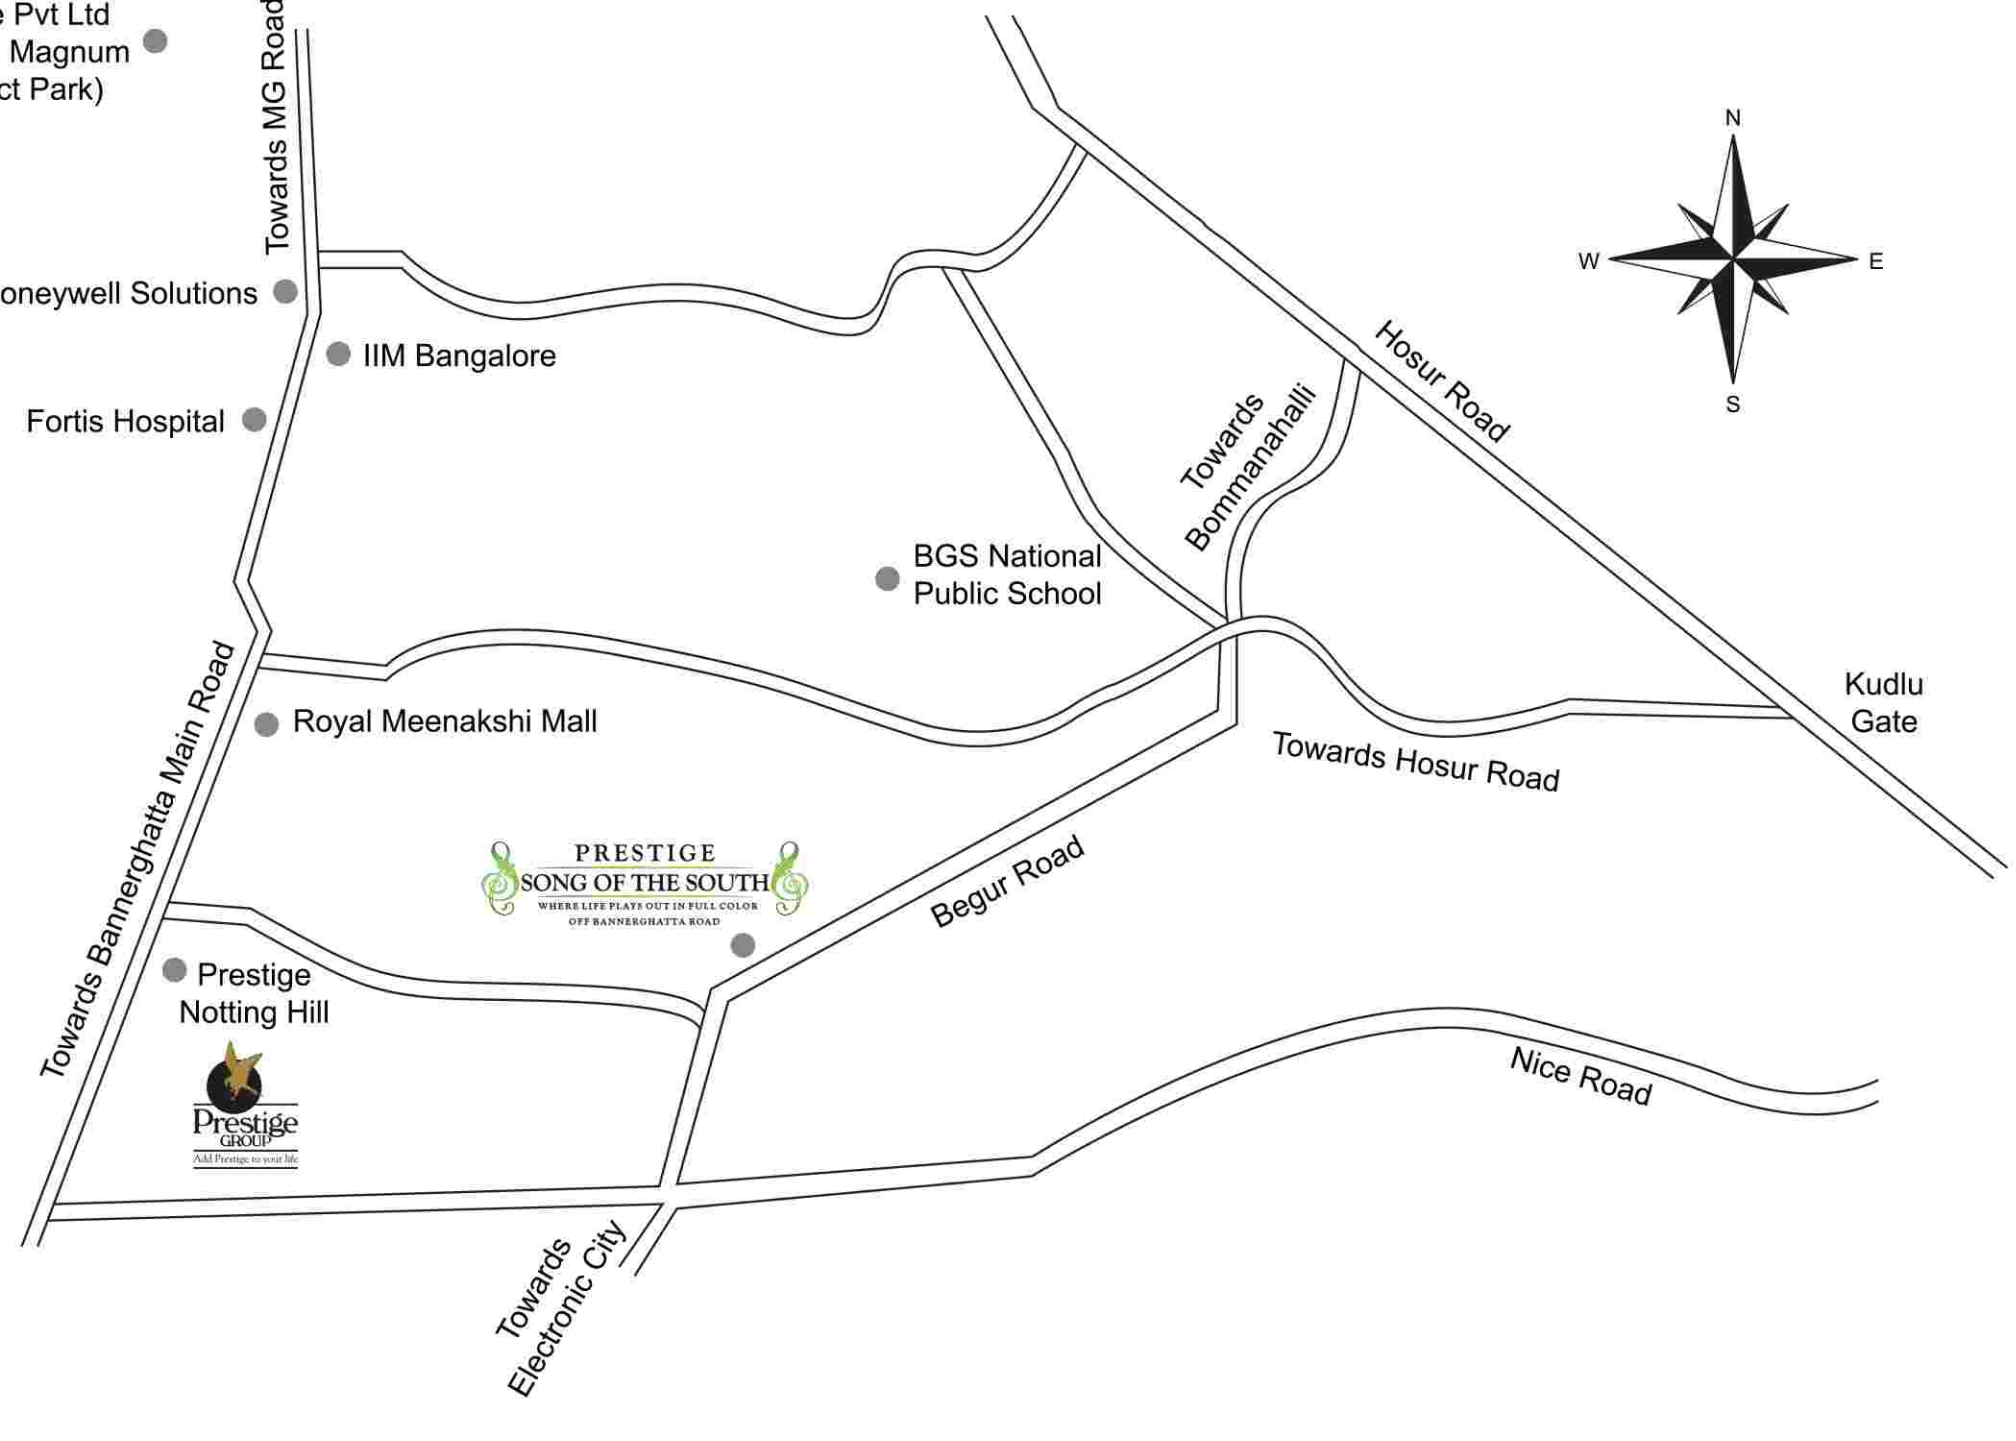 Pvt Ltd
Magnum
Park)
Towards MG Road
N
W
E
S
Solutions
IIM Bangalore
Fortis Hospital
Hosur Road
Towards
Bommanahalli
BGS National
Public School
Towards Bannerghatta Main Road
Royal Meenakshi Mall
Kudlu
Gate
Towards Hosur Road
PRESTIGE
SONG OF THE SOUTH
WHERE LIFE PLAYS OUT IN FULL COLOR
OFF BANNERGHATTA ROAD
Begur Road
Prestige
Notting Hill
Prestige
GROUP
Add Prestige to your life
Nice Road
Towards
Electronic City